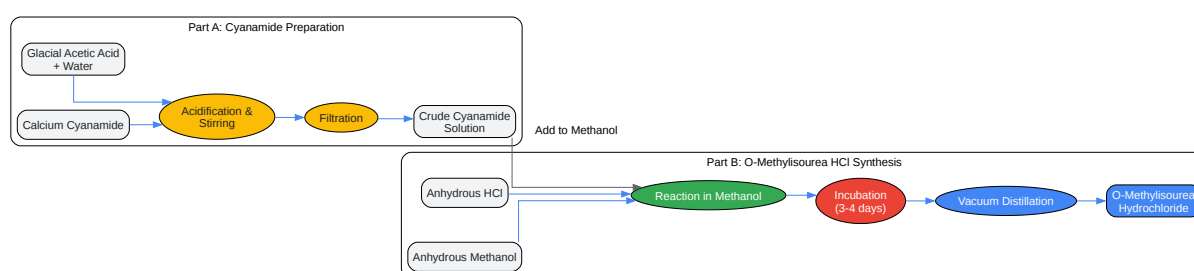 Part A: Cyanamide Preparation
Glacial Acetic Acid
+ Water
Calcium Cyanamide
Acidification &
Stirring
Filtration
Crude Cyanamide
Solution
Add to Methanol
Part B: O-Methylisourea HCl Synthesis
Anhydrous HCl
Anhydrous Methanol
Reaction in Methanol
Incubation
(3-4 days)
Vacuum Distillation
O-Methylisourea
Hydrochloride